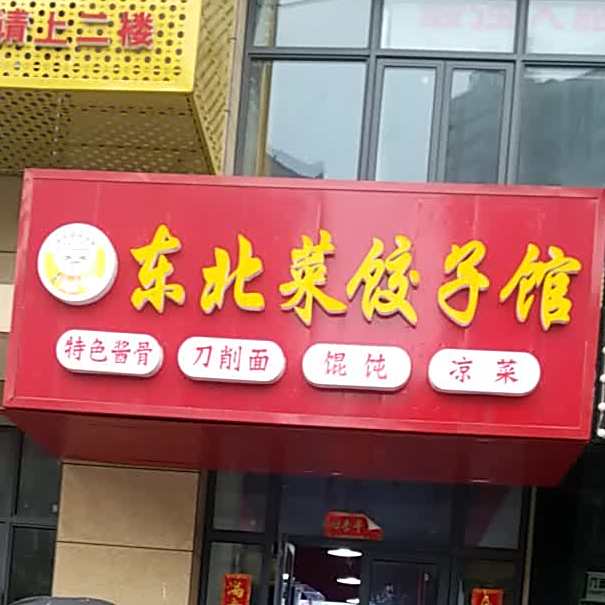 请上二楼
东北菜饺子馆
特色酱骨 刀削面 馄饨 凉菜